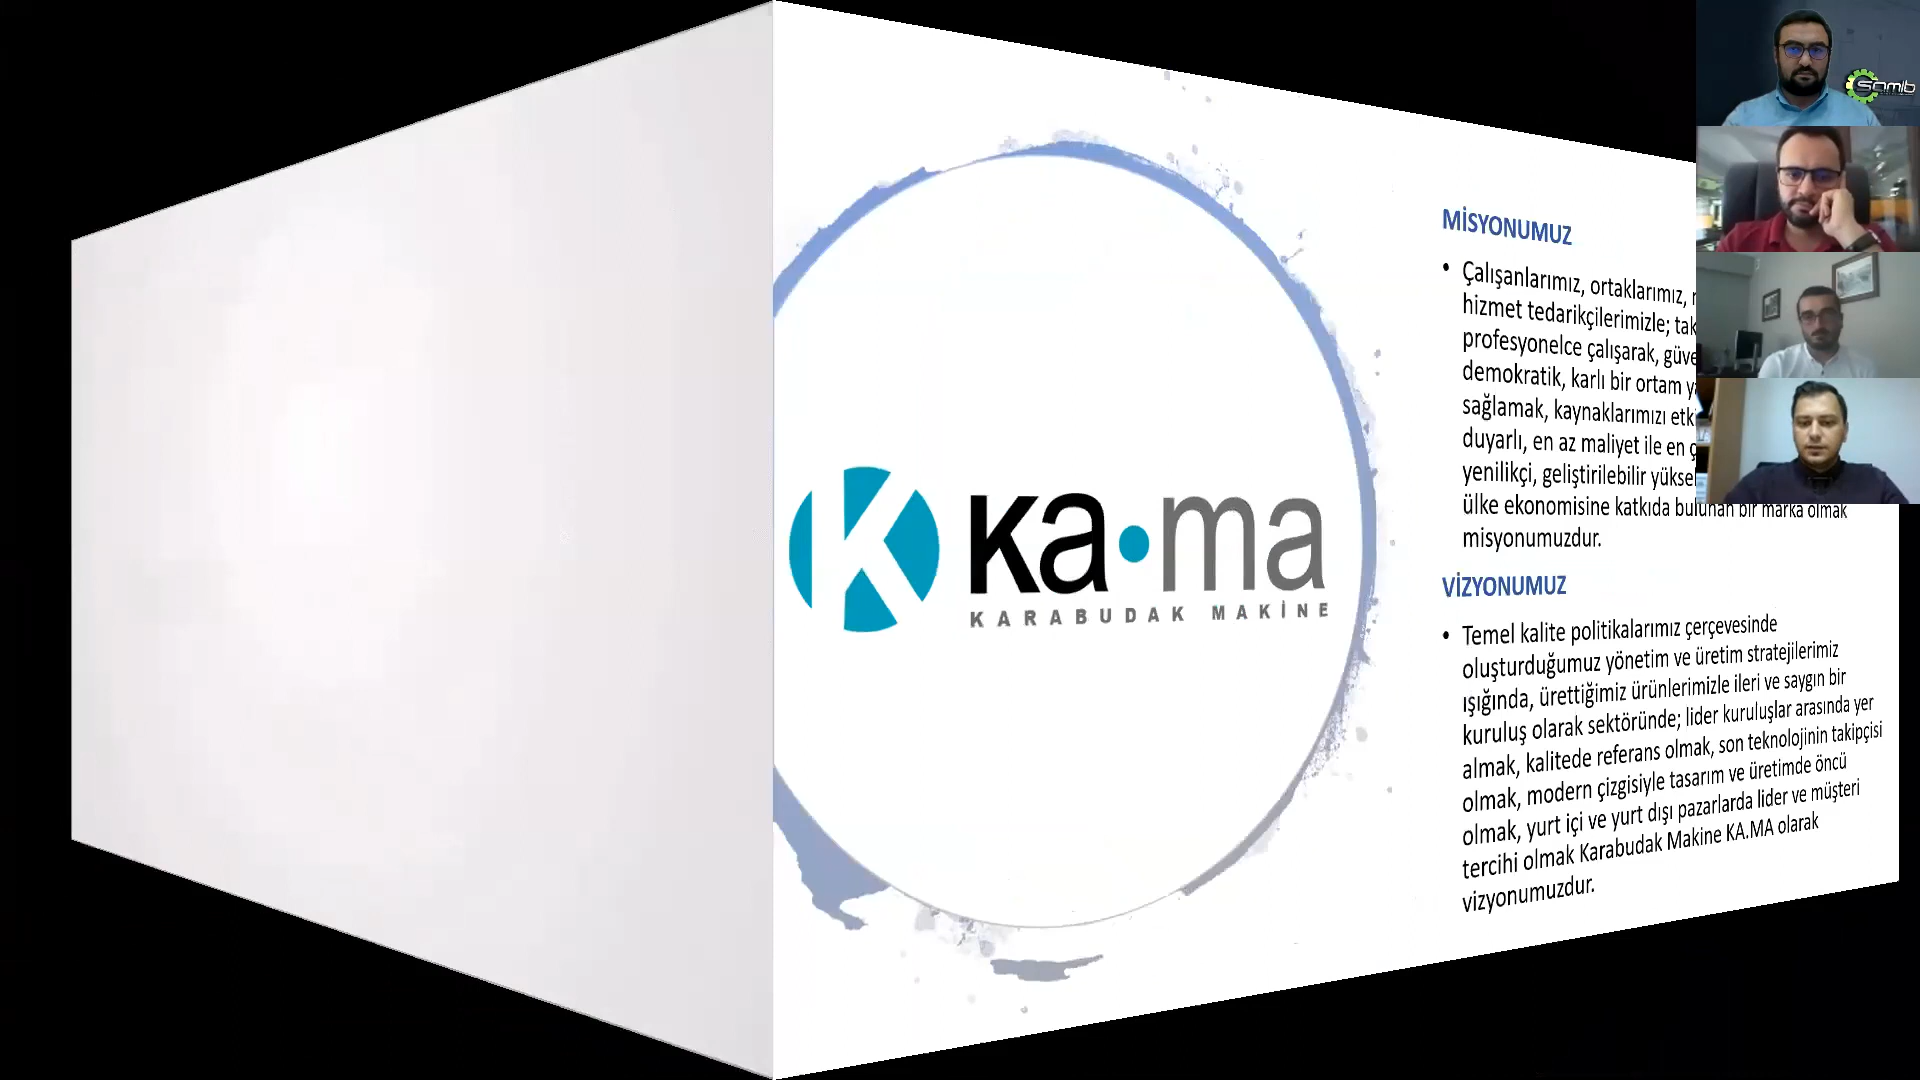 samib
KA.MA
KARABUDAK MAKİNE
MİSYONUMUZ
• Çalışanlarımız, ortaklarımız,
hizmet tedarikçilerimizle;
profesyonelce çalışarak,
demokratik, karlı bir ortam
sağlamak, kaynaklarımızı
duyarlı, en az maliyet ile en
yenilikçi, geliştirilebilir
ülke ekonomisine katkıda bulunan bir marka olmak
misyonumuzdur.
VİZYONUMUZ
• Temel kalite politikalarımız çerçevesinde
oluşturduğumuz yönetim ve üretim stratejilerimiz
ışığında, ürettiğimiz ürünlerimizle ileri ve saygın bir
kuruluş olarak sektöründe; lider kuruluşlar arasında yer
almak, kalitede referans olmak, son teknolojinin takipçisi
olmak, modern çizgisiyle tasarım ve üretimde öncü
olmak, yurt içi ve yurt dışı pazarlarda lider ve müşteri
tercihi olmak Karabudak Makine KA.MA olarak
vizyonumuzdur.